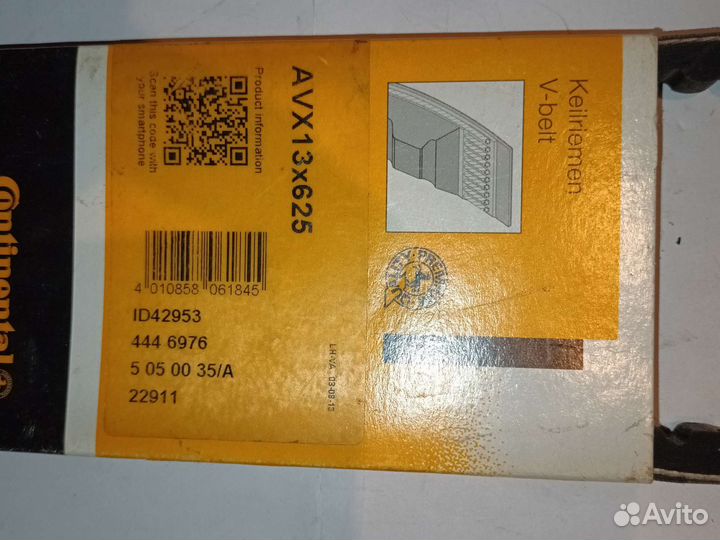 Continental
Keilriemen
V-belt
AVX13x625
Product information
Scan this code with
your smartphone
4 010858 061845
ID42953
444 6976
5 05 00 35/A
22911
Avito